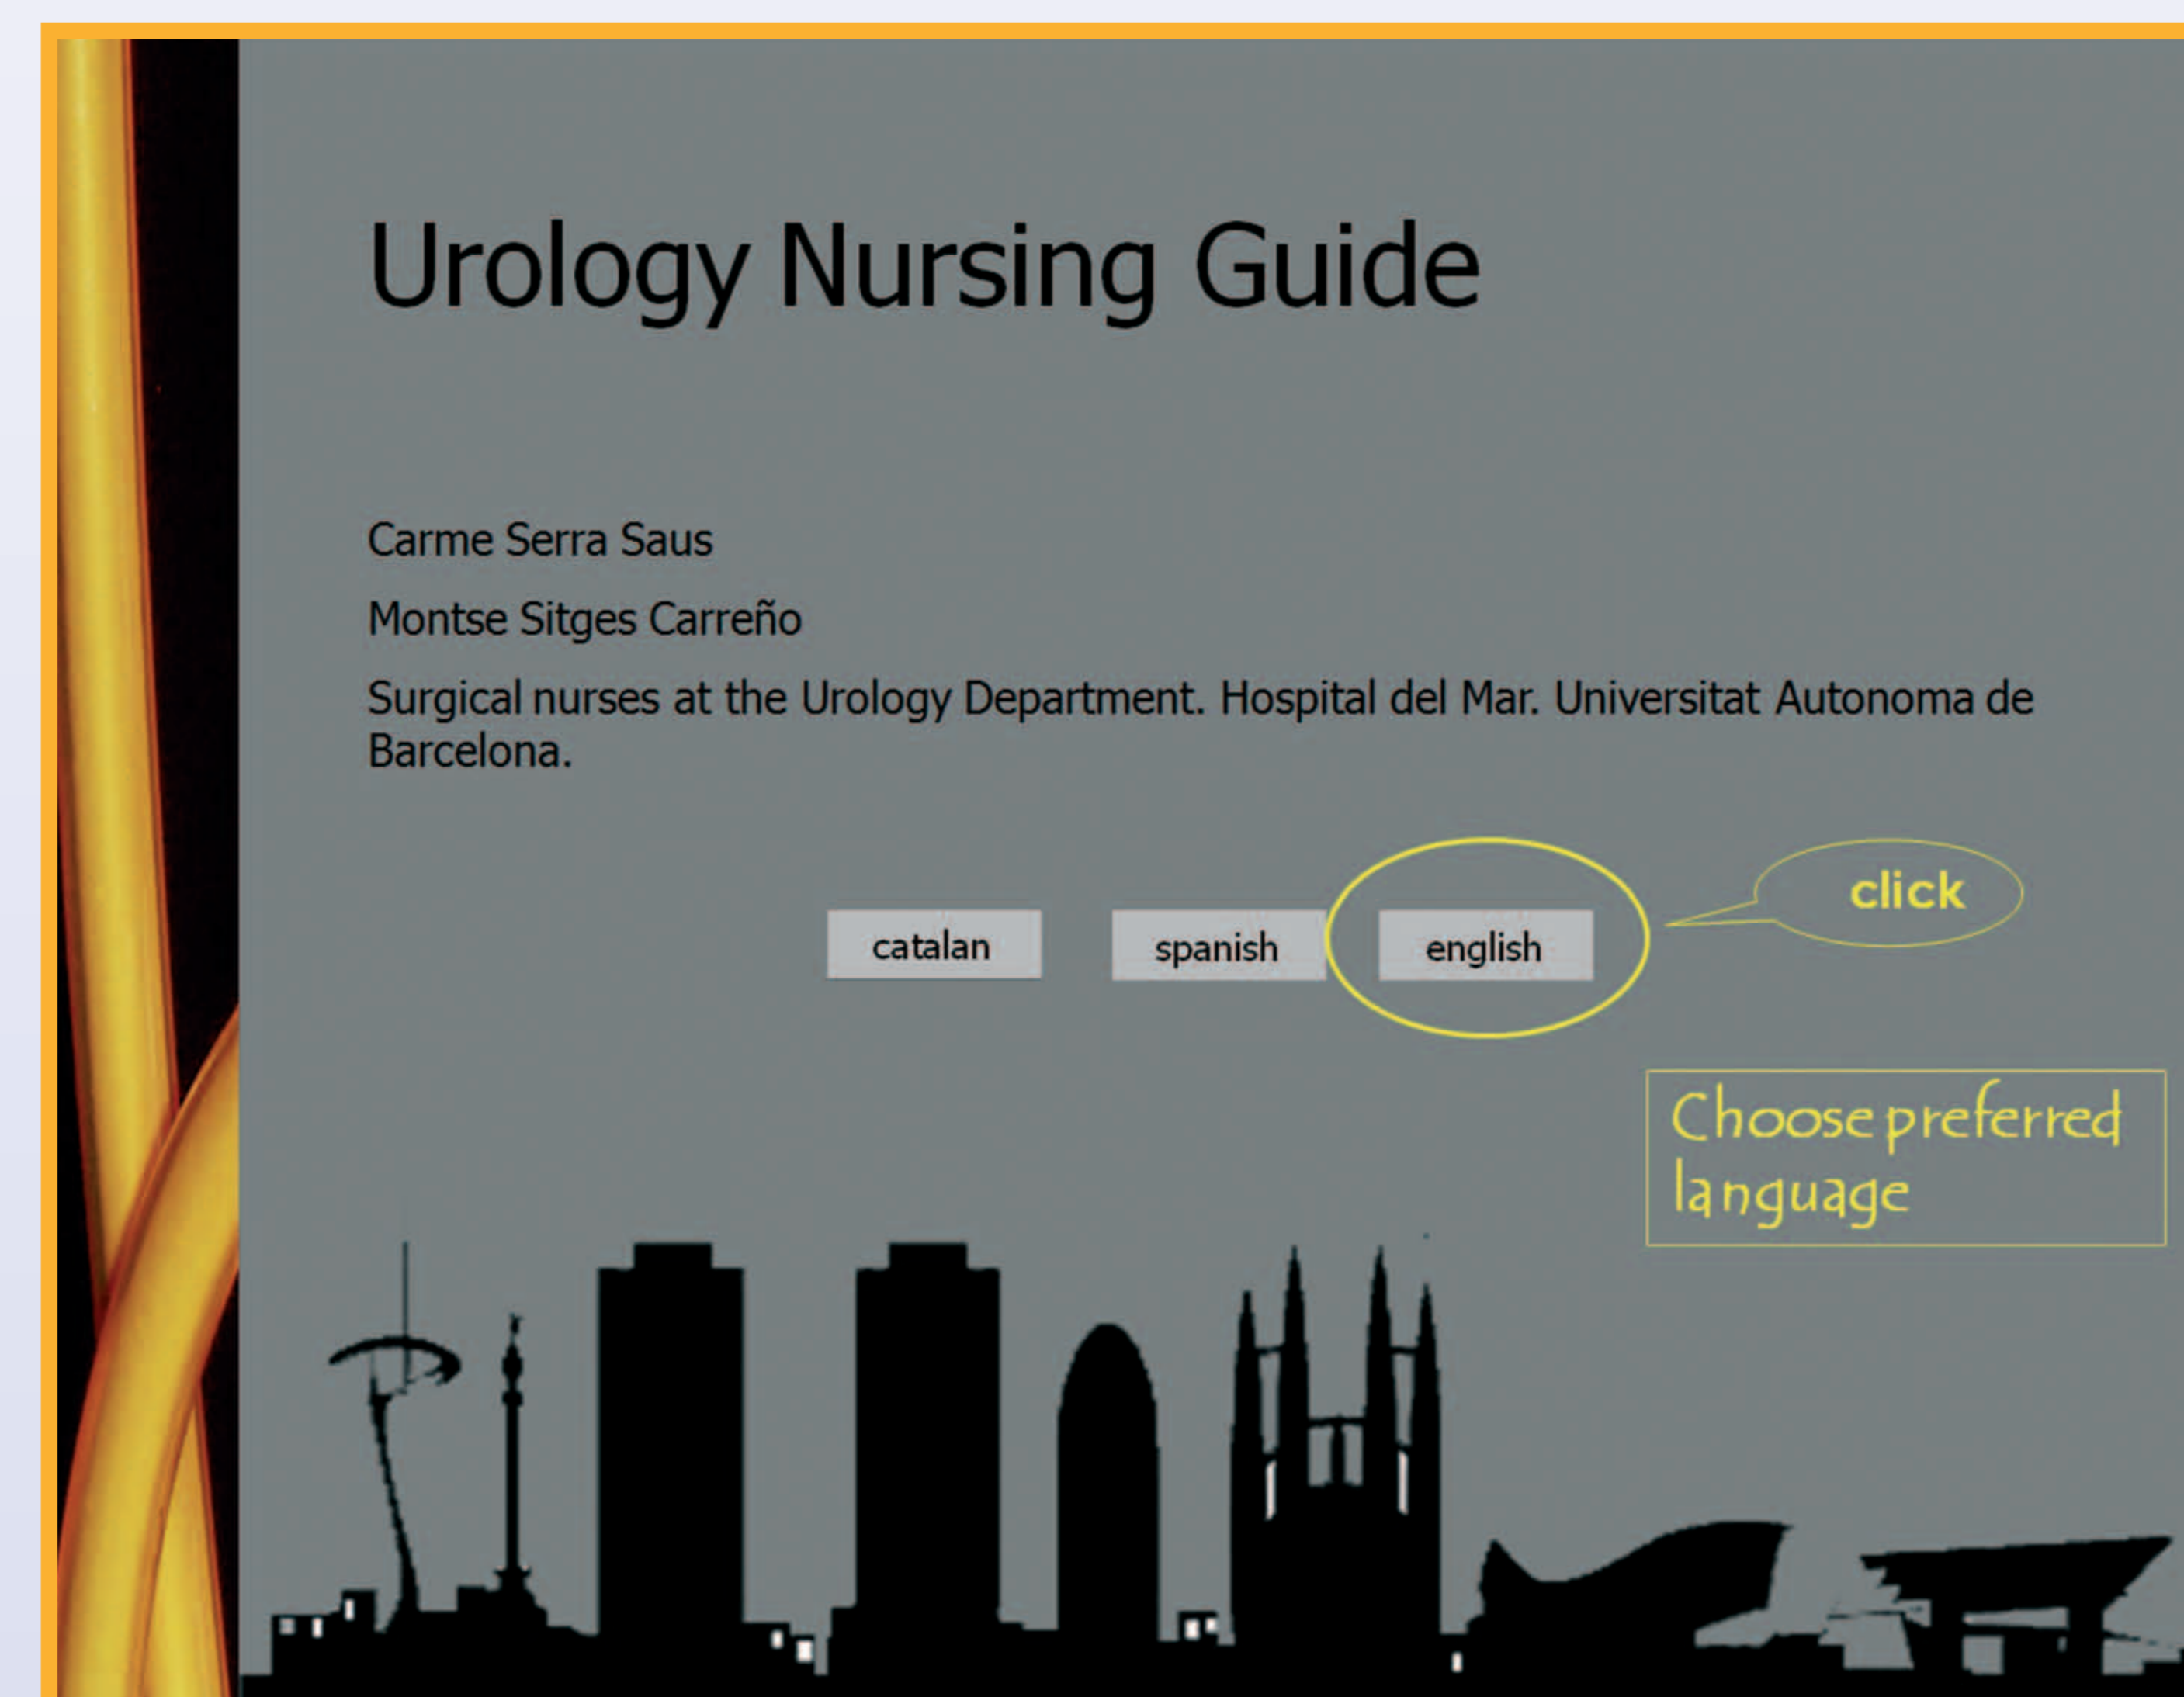 Urology Nursing Guide
Carme Serra Saus
Montse Sitges Carreño
Surgical nurses at the Urology Department. Hospital del Mar. Universitat Autonoma de
Barcelona.
catalan
spanish
english
click
Choose preferred
language